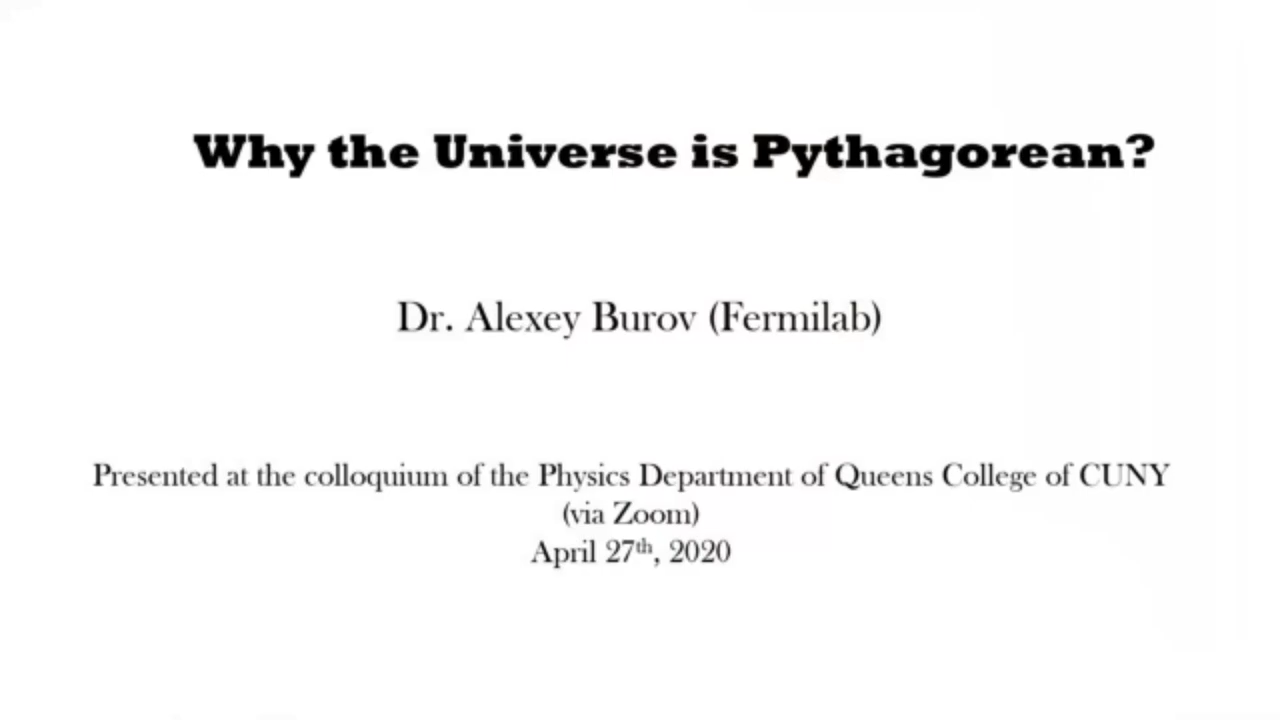 Why the Universe is Pythagorean?
Dr. Alexey Burov (Fermilab)
Presented at the colloquium of the Physics Department of Queens College of CUNY
(via Zoom)
April 27th, 2020